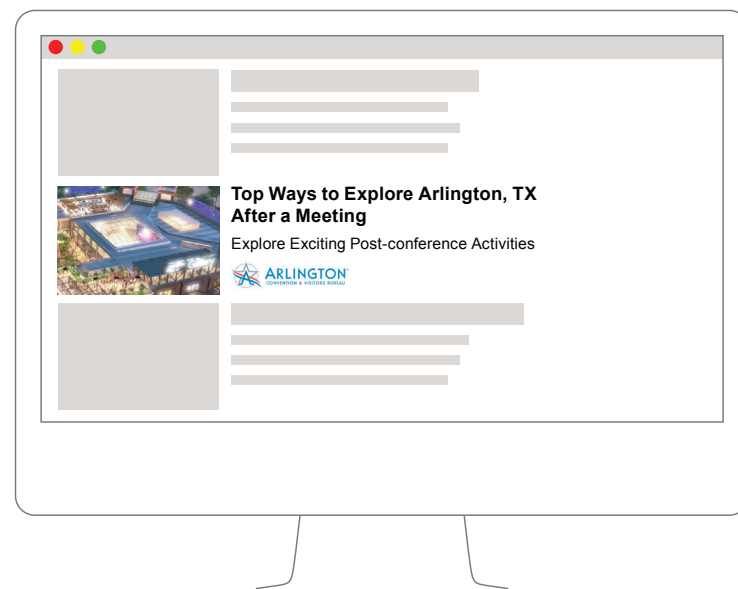 Top Ways to Explore Arlington, TX
After a Meeting
Explore Exciting Post-conference Activities
ARLINGTON
CONVENTION & VISITORS BUREAU